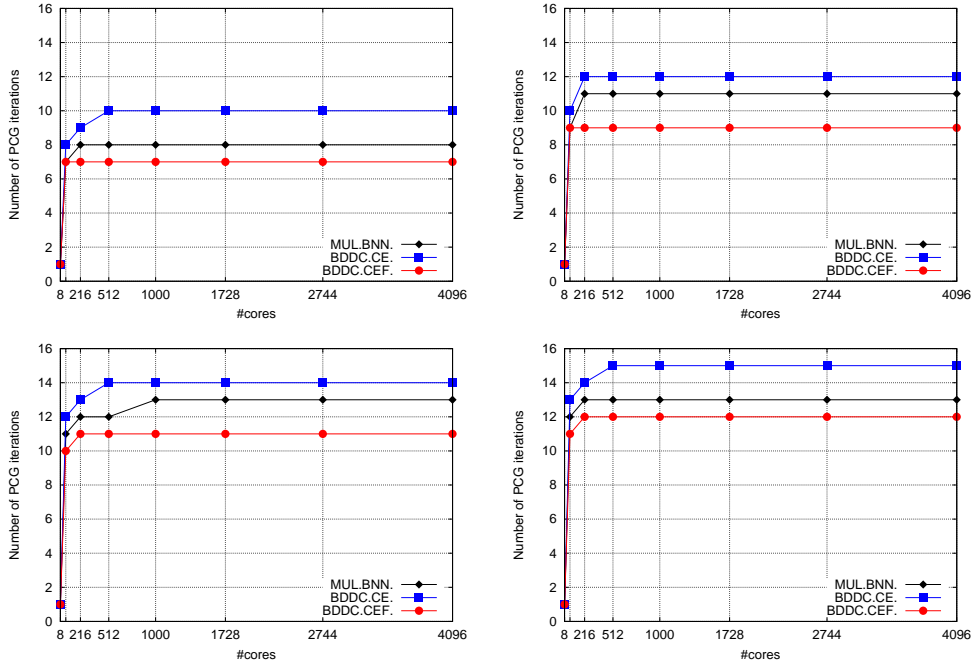 16
14
12
10
8
6
4
2
0
Number of PCG iterations
MUL.BNN.
BDDC.CE.
BDDC.CEF.
8 216 512 1000 1728 2744 4096
#cores
16
14
12
10
8
6
4
2
0
Number of PCG iterations
MUL.BNN.
BDDC.CE.
BDDC.CEF.
8 216 512 1000 1728 2744 4096
#cores
16
14
12
10
8
6
4
2
0
Number of PCG iterations
MUL.BNN.
BDDC.CE.
BDDC.CEF.
8 216 512 1000 1728 2744 4096
#cores
16
14
12
10
8
6
4
2
0
Number of PCG iterations
MUL.BNN.
BDDC.CE.
BDDC.CEF.
8 216 512 1000 1728 2744 4096
#cores